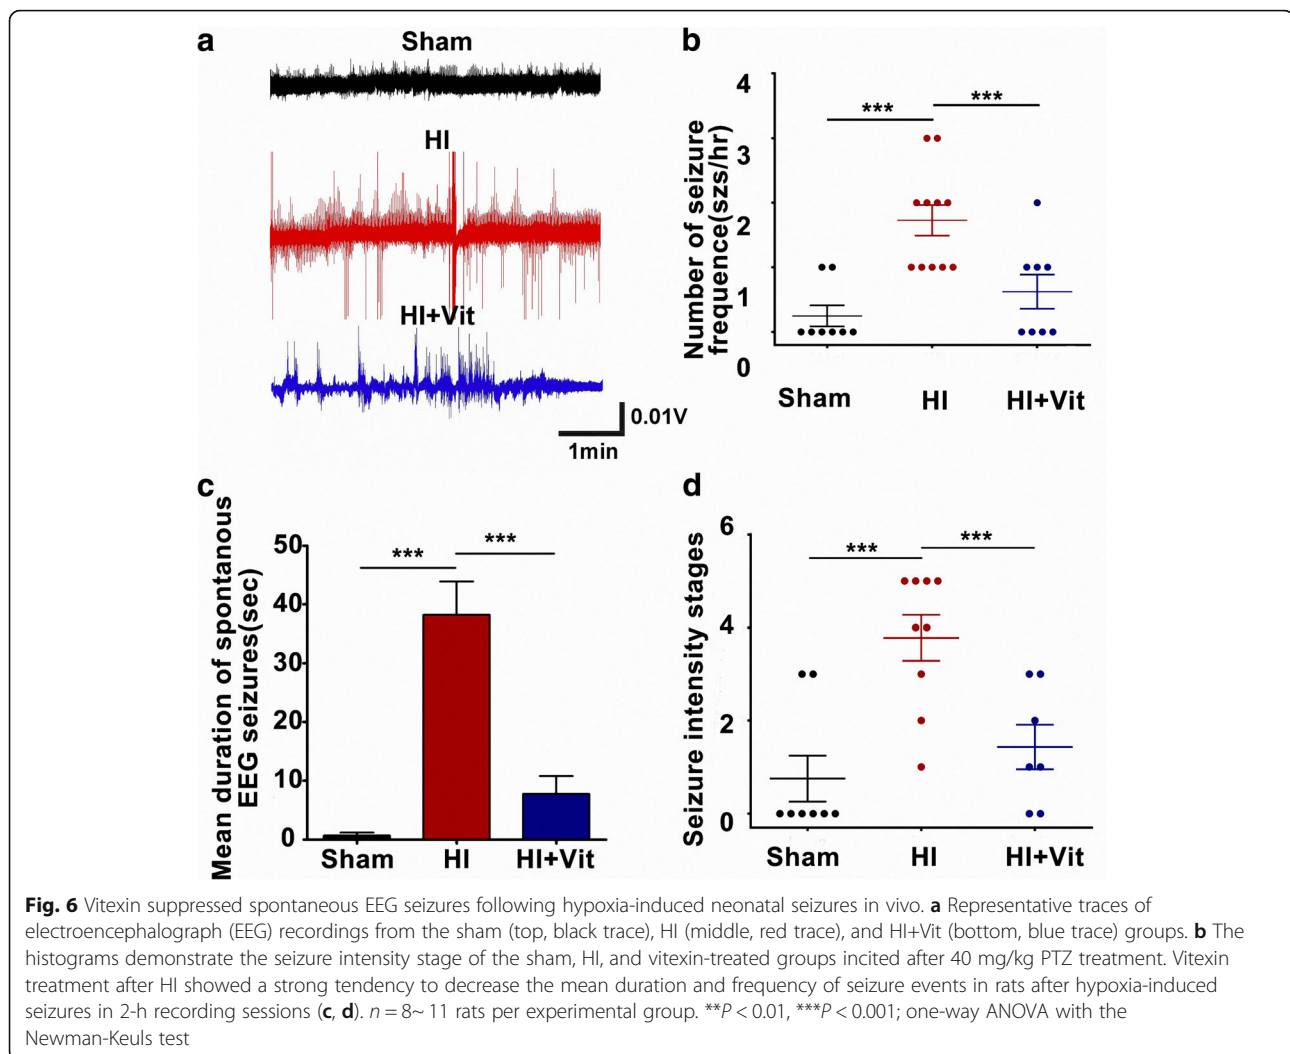 a
Sham
HI
HI+Vit
0.01V
1min
b
Number of seizure
frequence(szs/hr)
4
3
2
1
0
***
***
Sham HI HI+Vit
c
Mean duration of spontanous
EEG seizures(sec)
50
40
30
20
10
0
***
***
Sham HI HI+Vit
d
Seizure intensity stages
6
4
2
0
***
***
Sham HI HI+Vit
Fig. 6 Vitexin suppressed spontaneous EEG seizures following hypoxia-induced neonatal seizures in vivo. a Representative traces of
electroencephalograph (EEG) recordings from the sham (top, black trace), HI (middle, red trace), and HI+Vit (bottom, blue trace) groups. b The
histograms demonstrate the seizure intensity stage of the sham, HI, and vitexin-treated groups incited after 40 mg/kg PTZ treatment. Vitexin
treatment after HI showed a strong tendency to decrease the mean duration and frequency of seizure events in rats after hypoxia-induced
seizures in 2-h recording sessions (c, d). n = 8~ 11 rats per experimental group. **P < 0.01, ***P < 0.001; one-way ANOVA with the
Newman-Keuls test